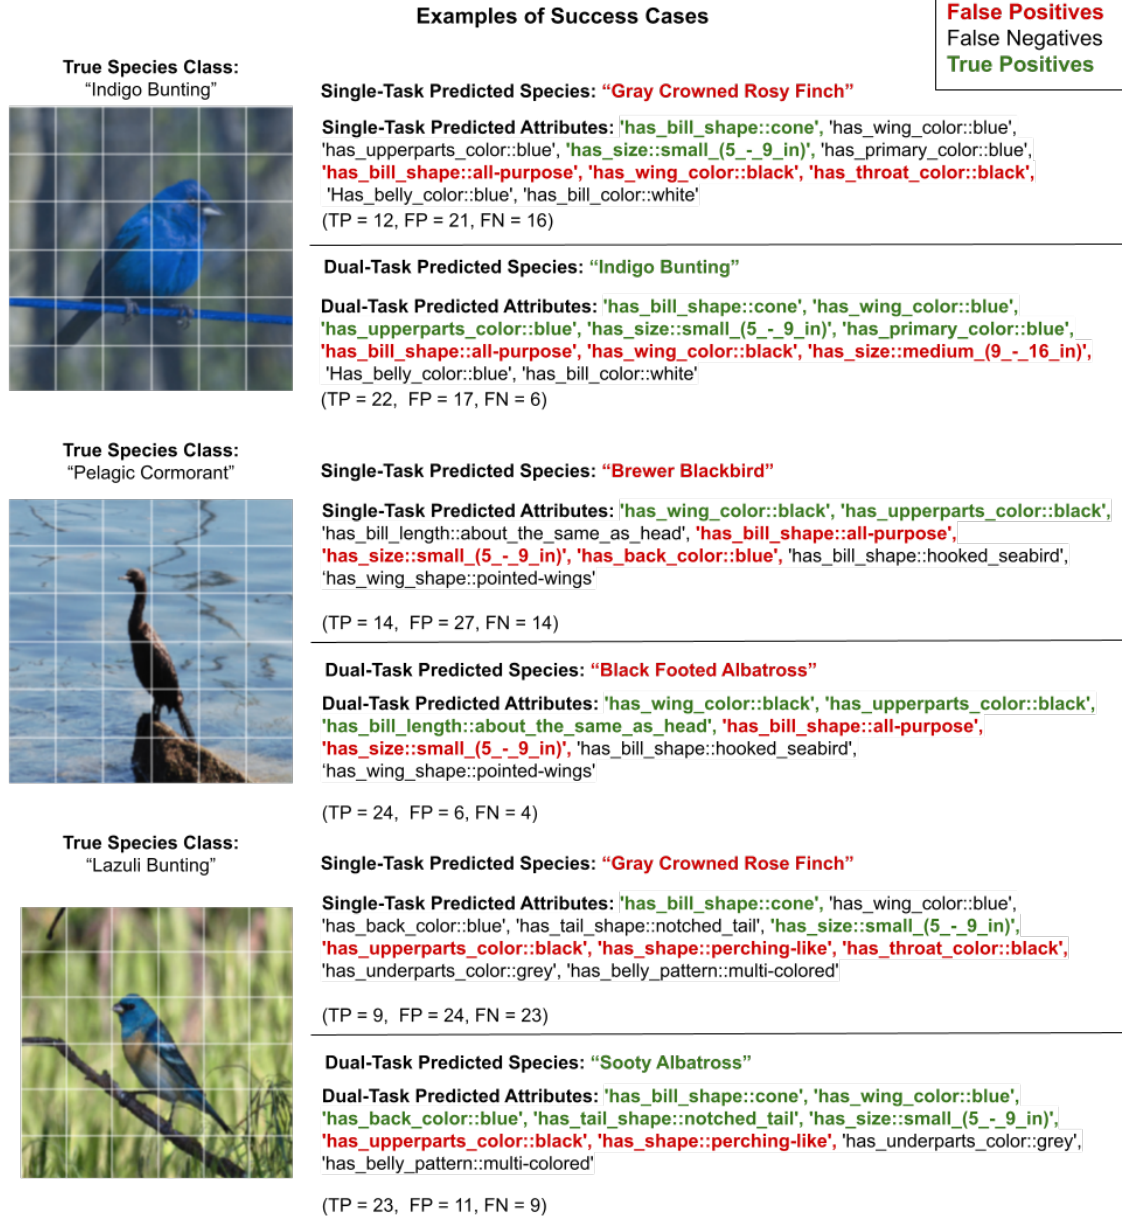 Examples of Success Cases
False Positives
False Negatives
True Positives
True Species Class:
“Indigo Bunting”
Single-Task Predicted Species: “Gray Crowned Rosy Finch”
Single-Task Predicted Attributes: 'has_bill_shape::cone', 'has_wing_color::blue',
'has_upperparts_color::blue', 'has_size::small_(5_-_9_in)', 'has_primary_color::blue',
'has_bill_shape::all-purpose', 'has_wing_color::black', 'has_throat_color::black',
'Has_belly_color::blue', 'has_bill_color::white'
(TP = 12, FP = 21, FN = 16)
Dual-Task Predicted Species: “Indigo Bunting”
Dual-Task Predicted Attributes: 'has_bill_shape::cone', 'has_wing_color::blue',
'has_upperparts_color::blue', 'has_size::small_(5_-_9_in)', 'has_primary_color::blue',
'has_bill_shape::all-purpose', 'has_wing_color::black', 'has_size::medium_(9_-_16_in)',
'Has_belly_color::blue', 'has_bill_color::white'
(TP = 22, FP = 17, FN = 6)
True Species Class:
“Pelagic Cormorant”
Single-Task Predicted Species: “Brewer Blackbird”
Single-Task Predicted Attributes: 'has_wing_color::black', 'has_upperparts_color::black',
'has_bill_length::about_the_same_as_head', 'has_bill_shape::all-purpose',
'has_size::small_(5_-_9_in)', 'has_back_color::blue', 'has_bill_shape::hooked_seabird',
‘has_wing_shape::pointed-wings'
(TP = 14, FP = 27, FN = 14)
Dual-Task Predicted Species: “Black Footed Albatross”
Dual-Task Predicted Attributes: 'has_wing_color::black', 'has_upperparts_color::black',
'has_bill_length::about_the_same_as_head', 'has_bill_shape::all-purpose',
'has_size::small_(5_-_9_in)', 'has_bill_shape::hooked_seabird',
‘has_wing_shape::pointed-wings'
(TP = 24, FP = 6, FN = 4)
True Species Class:
“Lazuli Bunting”
Single-Task Predicted Species: “Gray Crowned Rose Finch”
Single-Task Predicted Attributes: 'has_bill_shape::cone', 'has_wing_color::blue',
'has_back_color::blue', 'has_tail_shape::notched_tail', 'has_size::small_(5_-_9_in)',
'has_upperparts_color::black', 'has_shape::perching-like', 'has_throat_color::black',
'has_underparts_color::grey', 'has_belly_pattern::multi-colored'
(TP = 9, FP = 24, FN = 23)
Dual-Task Predicted Species: “Sooty Albatross”
Dual-Task Predicted Attributes: 'has_bill_shape::cone', 'has_wing_color::blue',
'has_back_color::blue', 'has_tail_shape::notched_tail', 'has_size::small_(5_-_9_in)',
'has_upperparts_color::black', 'has_shape::perching-like', 'has_underparts_color::grey',
'has_belly_pattern::multi-colored'
(TP = 23, FP = 11, FN = 9)